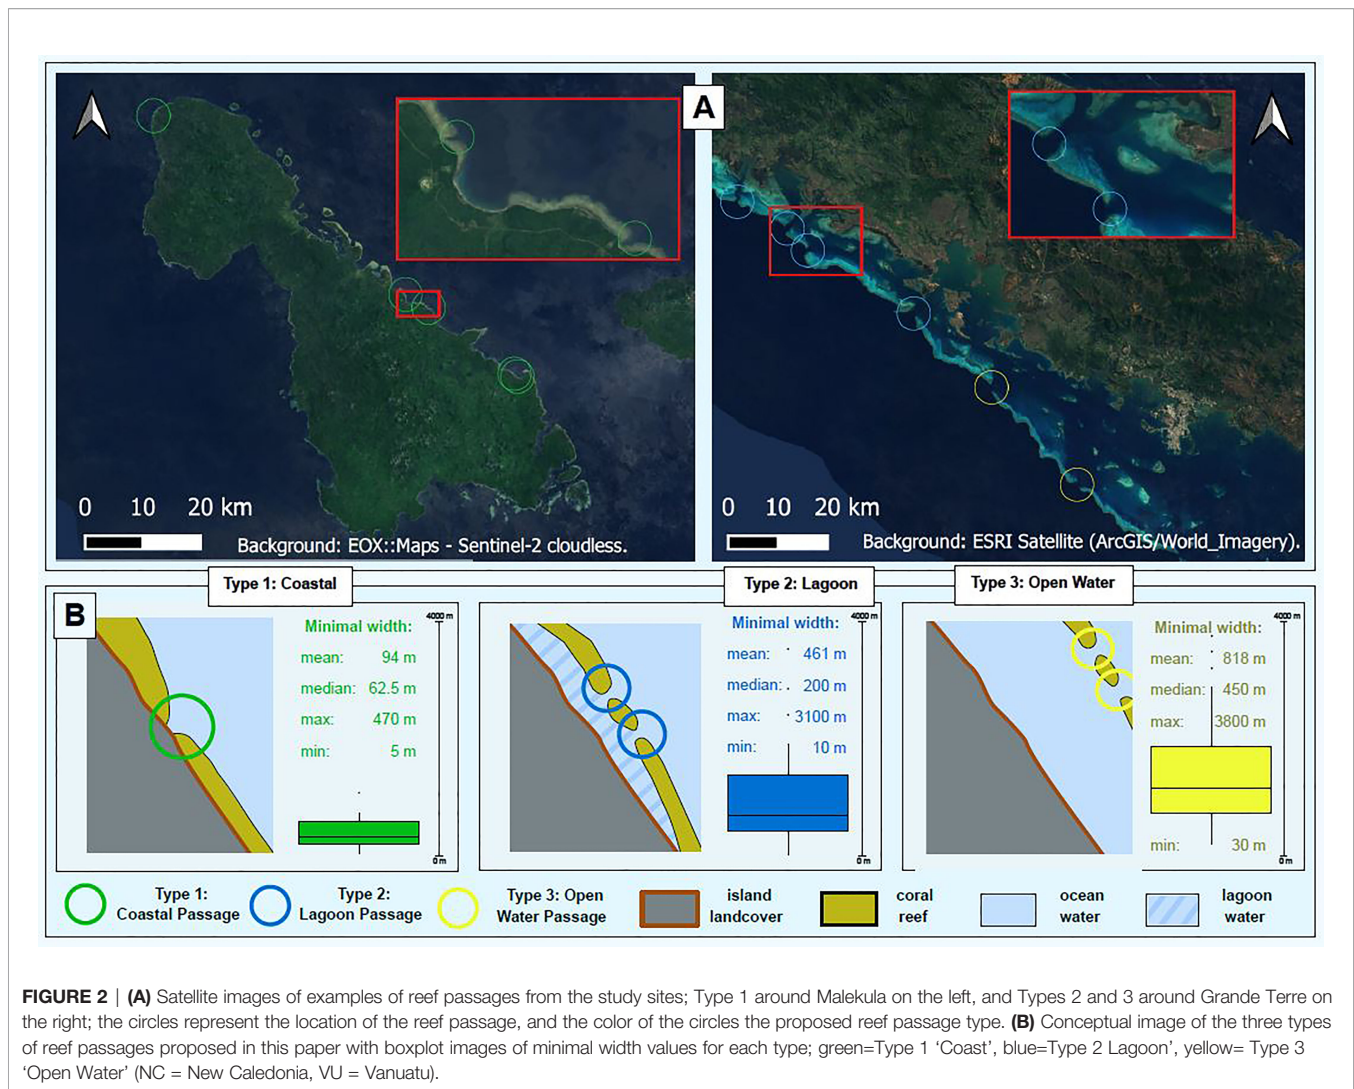 A
0 10 20 km
Background: EOX::Maps - Sentinel-2 cloudless.
0 10 20 km
Background: ESRI Satellite (ArcGIS/World_Imagery).
B
Type 1: Coastal
Minimal width:
mean: 94 m
median: 62.5 m
max: 470 m
min: 5 m
4000 m
0 m
Type 2: Lagoon
Minimal width:
mean: 461 m
median: 200 m
max: 3100 m
min: 10 m
4000 m
0 m
Type 3: Open Water
Minimal width:
mean: 818 m
median: 450 m
max: 3800 m
min: 30 m
4000 m
0 m
Type 1:
Coastal Passage
Type 2:
Lagoon Passage
Type 3: Open
Water Passage
island
landcover
coral
reef
ocean
water
lagoon
water
FIGURE 2 | (A) Satellite images of examples of reef passages from the study sites; Type 1 around Malekula on the left, and Types 2 and 3 around Grande Terre on
the right; the circles represent the location of the reef passage, and the color of the circles the proposed reef passage type. (B) Conceptual image of the three types
of reef passages proposed in this paper with boxplot images of minimal width values for each type; green=Type 1 ‘Coast’, blue=Type 2 Lagoon’, yellow= Type 3
‘Open Water’ (NC = New Caledonia, VU = Vanuatu).